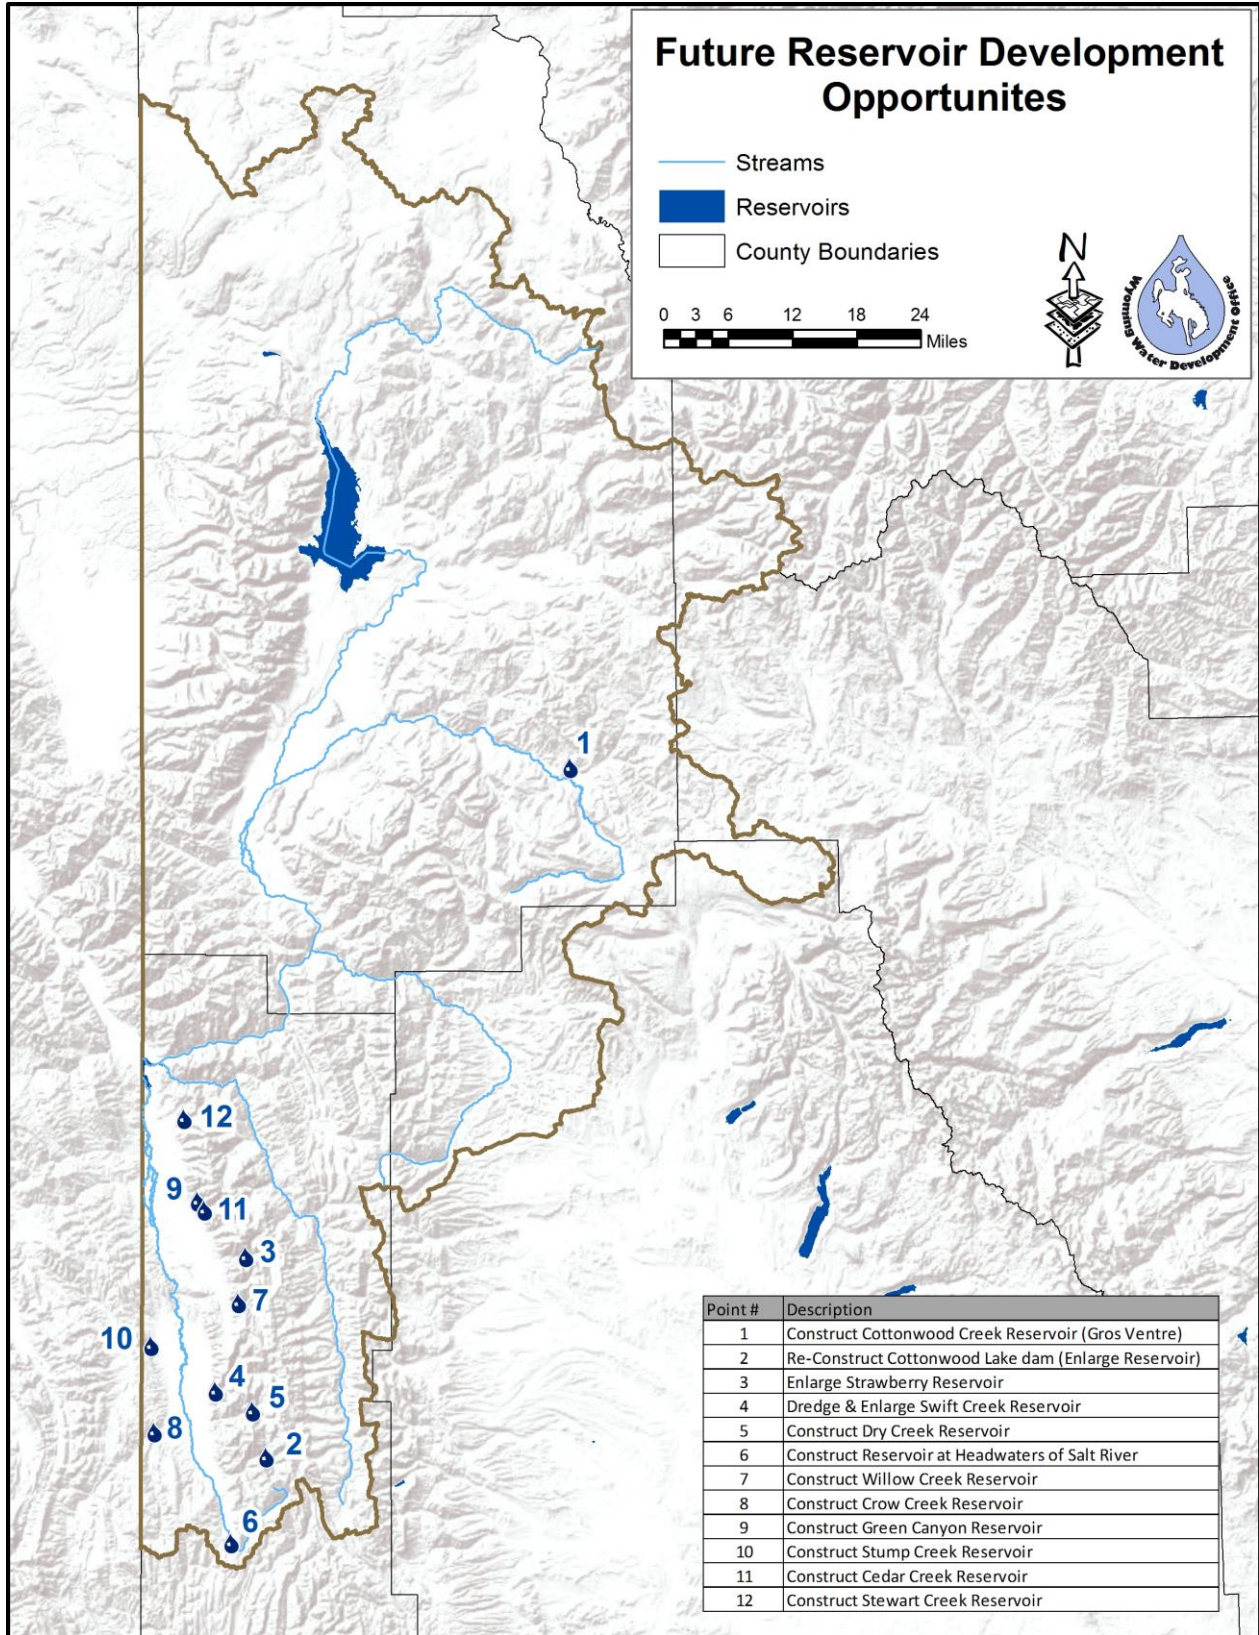 Future Reservoir Development
Opportunites
Streams
Reservoirs
County Boundaries
N
Wyoming Water Development Office
0 3 6 12 18 24
Miles
1
12
9
11
3
7
10
4
5
8
2
6
Point # Description
1 Construct Cottonwood Creek Reservoir (Gros Ventre)
2 Re-Construct Cottonwood Lake dam (Enlarge Reservoir)
3 Enlarge Strawberry Reservoir
4 Dredge & Enlarge Swift Creek Reservoir
5 Construct Dry Creek Reservoir
6 Construct Reservoir at Headwaters of Salt River
7 Construct Willow Creek Reservoir
8 Construct Crow Creek Reservoir
9 Construct Green Canyon Reservoir
10 Construct Stump Creek Reservoir
11 Construct Cedar Creek Reservoir
12 Construct Stewart Creek Reservoir